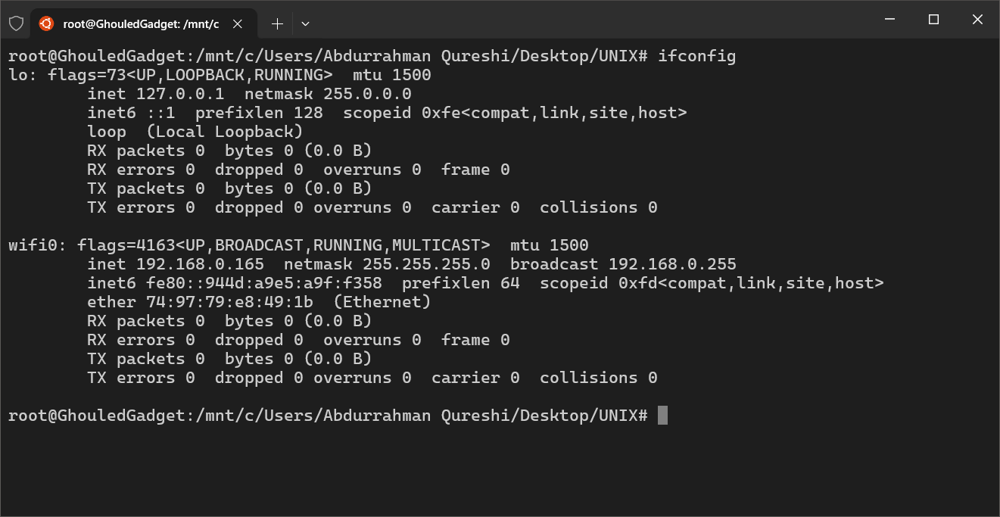 root@GhouledGadget: /mnt/c
root@GhouledGadget:/mnt/c/Users/Abdurrahman Qureshi/Desktop/UNIX# ifconfig
lo: flags=73<UP,LOOPBACK,RUNNING>  mtu 1500
        inet 127.0.0.1  netmask 255.0.0.0
        inet6 ::1  prefixlen 128  scopeid 0xfe<compat,link,site,host>
        loop  (Local Loopback)
        RX packets 0  bytes 0 (0.0 B)
        RX errors 0  dropped 0  overruns 0  frame 0
        TX packets 0  bytes 0 (0.0 B)
        TX errors 0  dropped 0 overruns 0  carrier 0  collisions 0

wifi0: flags=4163<UP,BROADCAST,RUNNING,MULTICAST>  mtu 1500
        inet 192.168.0.165  netmask 255.255.255.0  broadcast 192.168.0.255
        inet6 fe80::944d:a9e5:a9f:f358  prefixlen 64  scopeid 0xfd<compat,link,site,host>
        ether 74:97:79:e8:49:1b  (Ethernet)
        RX packets 0  bytes 0 (0.0 B)
        RX errors 0  dropped 0  overruns 0  frame 0
        TX packets 0  bytes 0 (0.0 B)
        TX errors 0  dropped 0 overruns 0  carrier 0  collisions 0

root@GhouledGadget:/mnt/c/Users/Abdurrahman Qureshi/Desktop/UNIX#